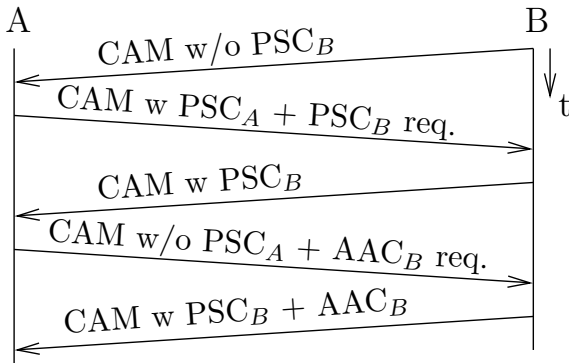 A B
CAM w/o PSC_B
t
CAM w PSC_A + PSC_B req.
CAM w PSC_B
CAM w/o PSC_A + AAC_B req.
CAM w PSC_B + AAC_B